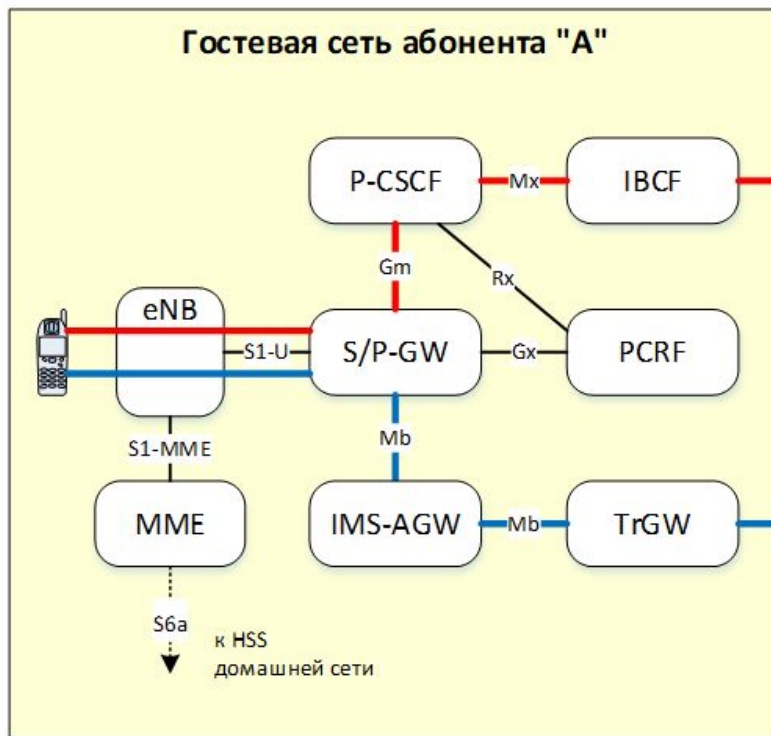 Гостевая сеть абонента "А"
P-CSCF
Mx
IBCF
Gm
Rx
eNB
S1-U
S/P-GW
Gx
PCRF
S1-MME
Mb
MME
IMS-AGW
Mb
TrGW
S6a
к HSS
домашней сети